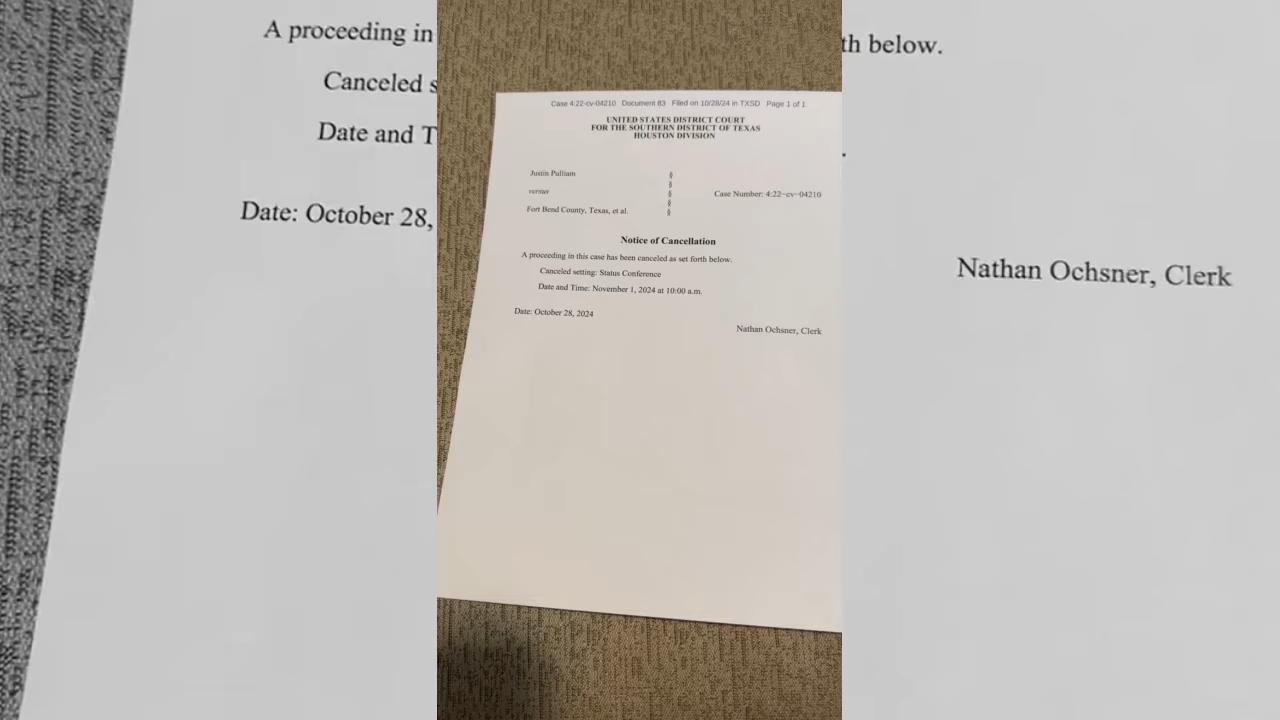 A proceeding in
Canceled s
Date and T
Date: October 28,
Case 4:22-cv-04210 Document 83 Filed on 10/28/24 in TXSD Page 1 of 1
UNITED STATES DISTRICT COURT
FOR THE SOUTHERN DISTRICT OF TEXAS
HOUSTON DIVISION
Justin Pulliam
versus
Fort Bend County, Texas, et al.
§
§
§
§
§
Case Number: 4:22-cv-04210
Notice of Cancellation
A proceeding in this case has been canceled as set forth below.
Canceled setting: Status Conference
Date and Time: November 1, 2024 at 10:00 a.m.
Date: October 28, 2024
Nathan Ochsner, Clerk
th below.
.
Nathan Ochsner, Clerk